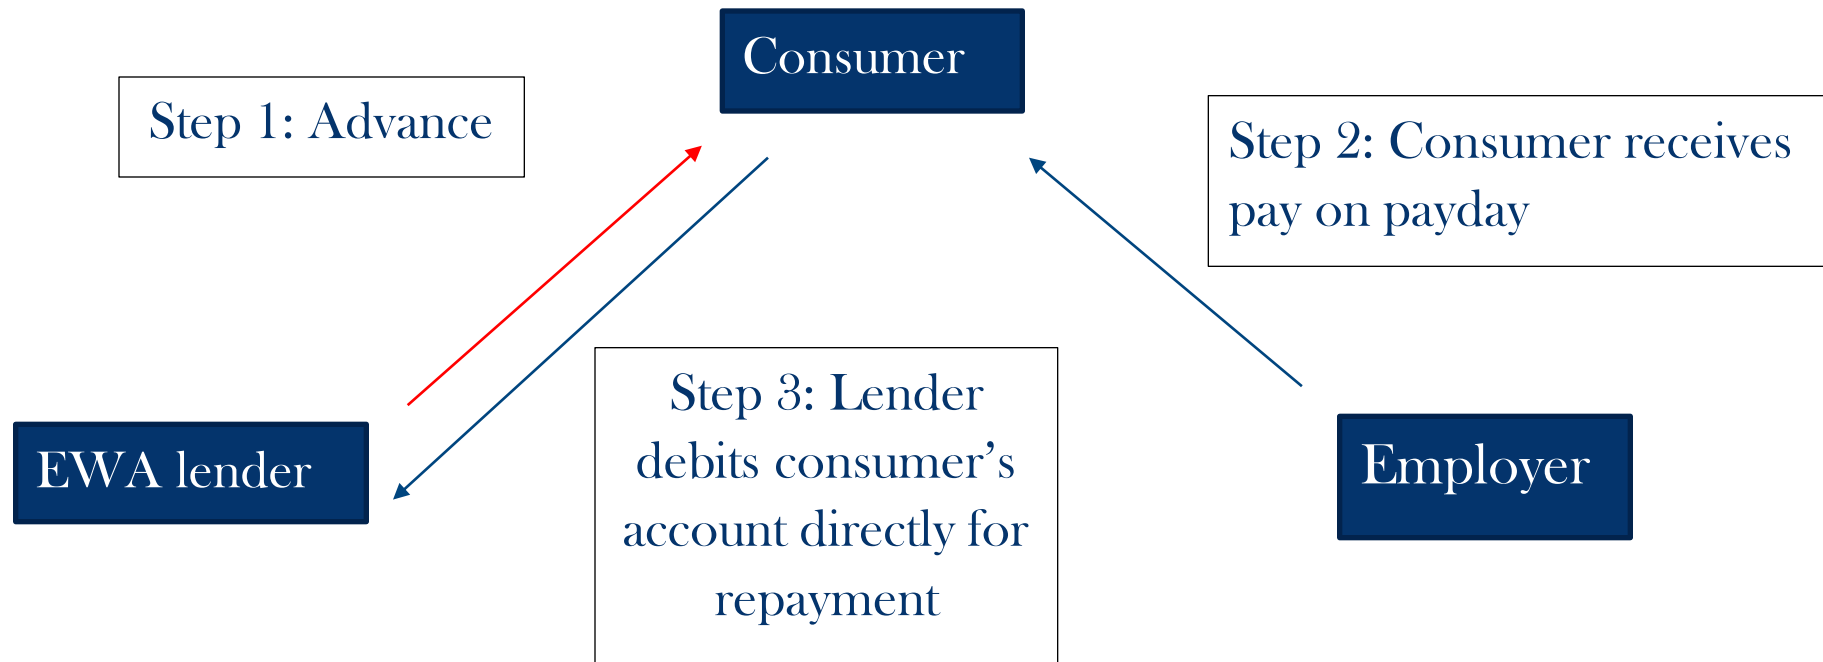 Consumer
Step 1: Advance
Step 2: Consumer receives
pay on payday
Step 3: Lender
debits consumer’s
account directly for
repayment
EWA lender
Employer